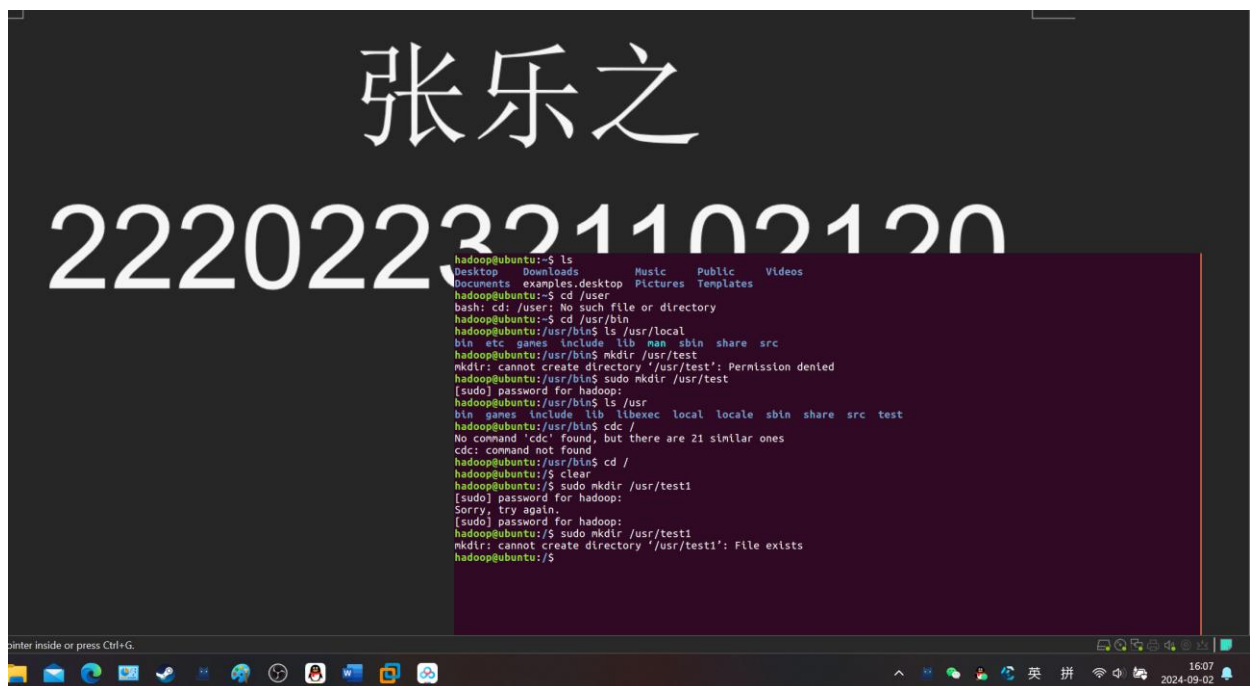 张乐之
222022321102120
hadoop@ubuntu:~$ ls
Desktop Downloads Music Public Videos
Documents examples.desktop Pictures Templates
hadoop@ubuntu:~$ cd /user
bash: cd: /user: No such file or directory
hadoop@ubuntu:~$ cd /usr/bin
hadoop@ubuntu:/usr/bin$ ls /usr/local
bin etc games include lib man sbin share src
hadoop@ubuntu:/usr/bin$ mkdir /usr/test
mkdir: cannot create directory ‘/usr/test’: Permission denied
hadoop@ubuntu:/usr/bin$ sudo mkdir /usr/test
[sudo] password for hadoop:
hadoop@ubuntu:/usr/bin$ ls /usr
bin games include lib libexec local locale sbin share src test
hadoop@ubuntu:/usr/bin$ cdc /
No command 'cdc' found, but there are 21 similar ones
cdc: command not found
hadoop@ubuntu:/usr/bin$ cd /
hadoop@ubuntu:/$ clear
hadoop@ubuntu:/$ sudo mkdir /usr/test1
[sudo] password for hadoop:
Sorry, try again.
[sudo] password for hadoop:
hadoop@ubuntu:/$ sudo mkdir /usr/test1
mkdir: cannot create directory ‘/usr/test1’: File exists
hadoop@ubuntu:/$
ointer inside or press Ctrl+G.
英 拼 16:07
2024-09-02